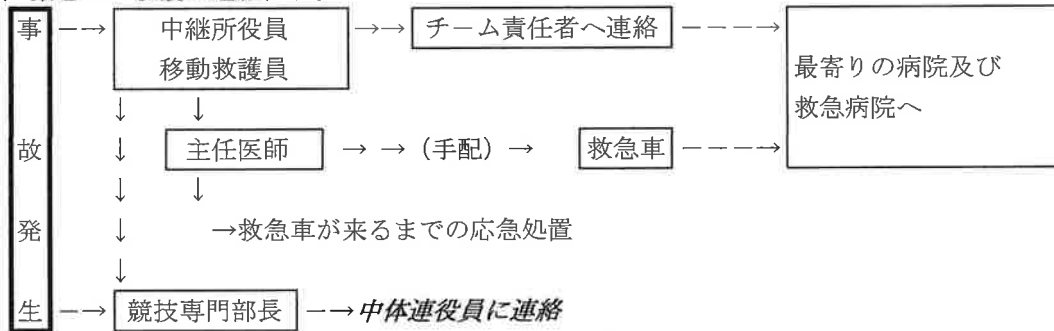 事 --→ 中継所役員 →→ チーム責任者へ連絡 ----→
移動救護員
最寄りの病院及び
救急病院へ
↓ ↓
故 ↓ 主任医師 → → (手配) → 救急車 ---→
↓ ↓
発 ↓ →救急車が来るまでの応急処置
↓
生 -→ 競技専門部長 -→中体連役員に連絡